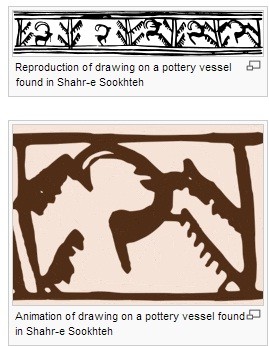 Reproduction of drawing on a pottery vessel
found in Shahr-e Sookhteh
Animation of drawing on a pottery vessel found
in Shahr-e Sookhteh